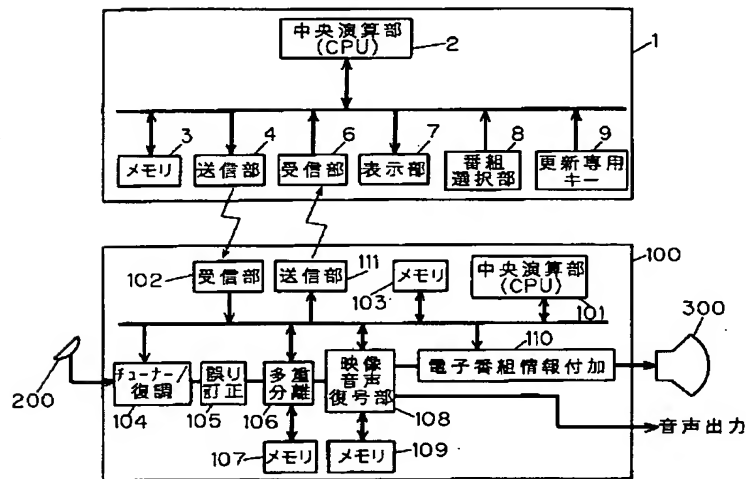 中央演算部
(CPU)
2
1
3
4
6
7
8
9
メモリ
送信部
受信部
表示部
番組
選択部
更新専用
キー
102
受信部
送信部
111
メモリ
103
中央演算部
(CPU)
101
100
300
110
200
チューナー/
復調
104
誤り
訂正
105
多重
分離
106
映像
音声
復号部
108
電子番組情報付加
107
メモリ
メモリ
109
音声出力